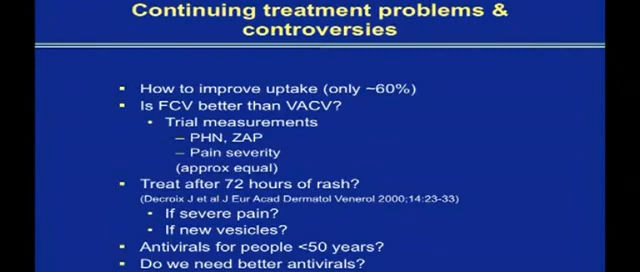 Continuing treatment problems &
controversies
▪ How to improve uptake (only ~60%)
▪ Is FCV better than VACV?
• Trial measurements
– PHN, ZAP
– Pain severity
(approx equal)
▪ Treat after 72 hours of rash?
(Decroix J et al J Eur Acad Dermatol Venerol 2000;14:23-33)
• If severe pain?
• If new vesicles?
▪ Antivirals for people <50 years?
▪ Do we need better antivirals?